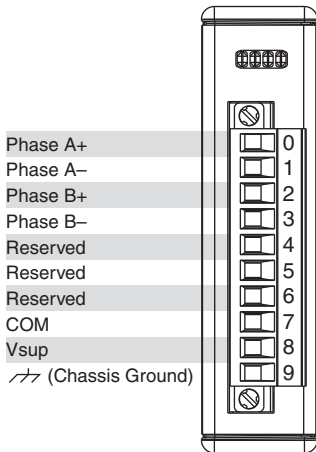 Phase A+ 0
Phase A– 1
Phase B+ 2
Phase B– 3
Reserved 4
Reserved 5
Reserved 6
COM 7
Vsup 8
(Chassis Ground) 9